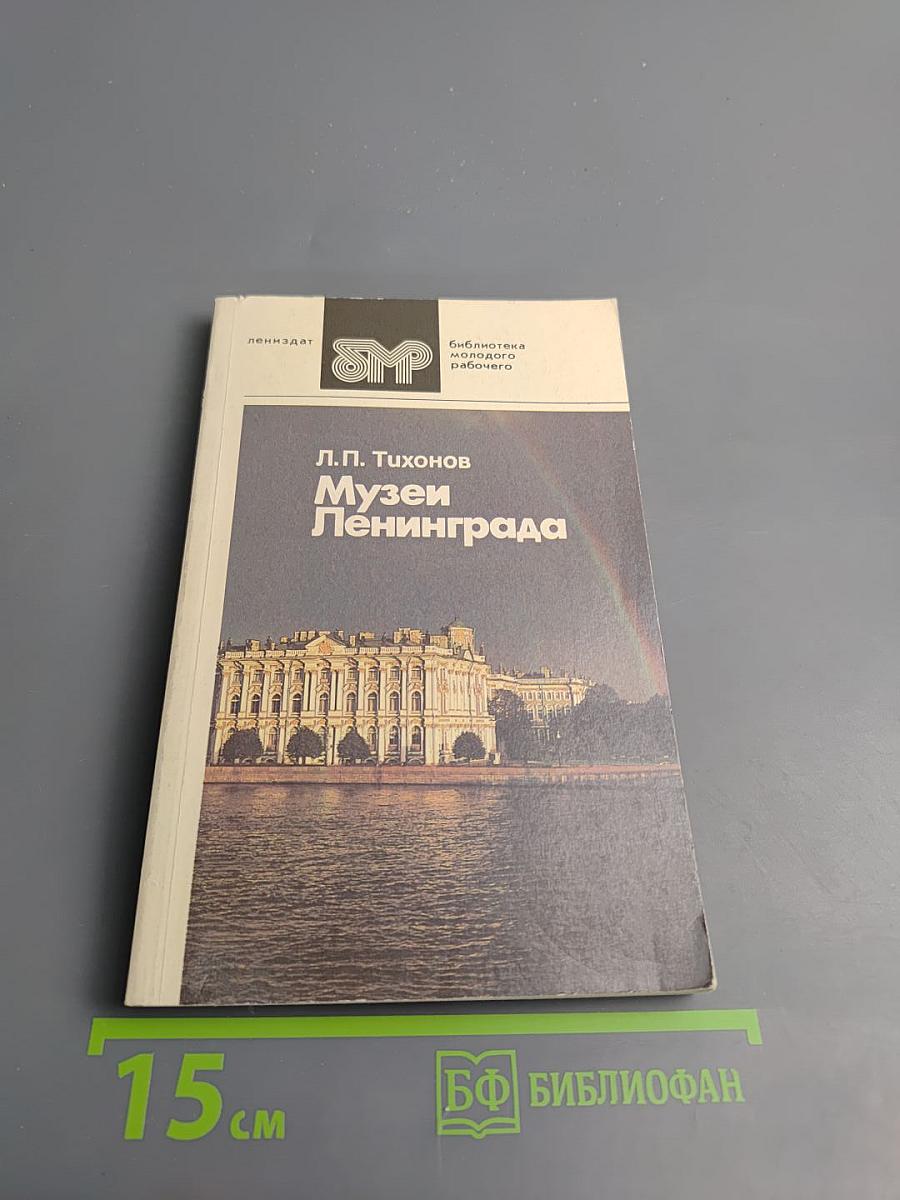 лениздат
бмр
библиотека
молодого
рабочего
Л.П. Тихонов
Музеи
Ленинграда
15 см
БФ БИБЛИОФАН